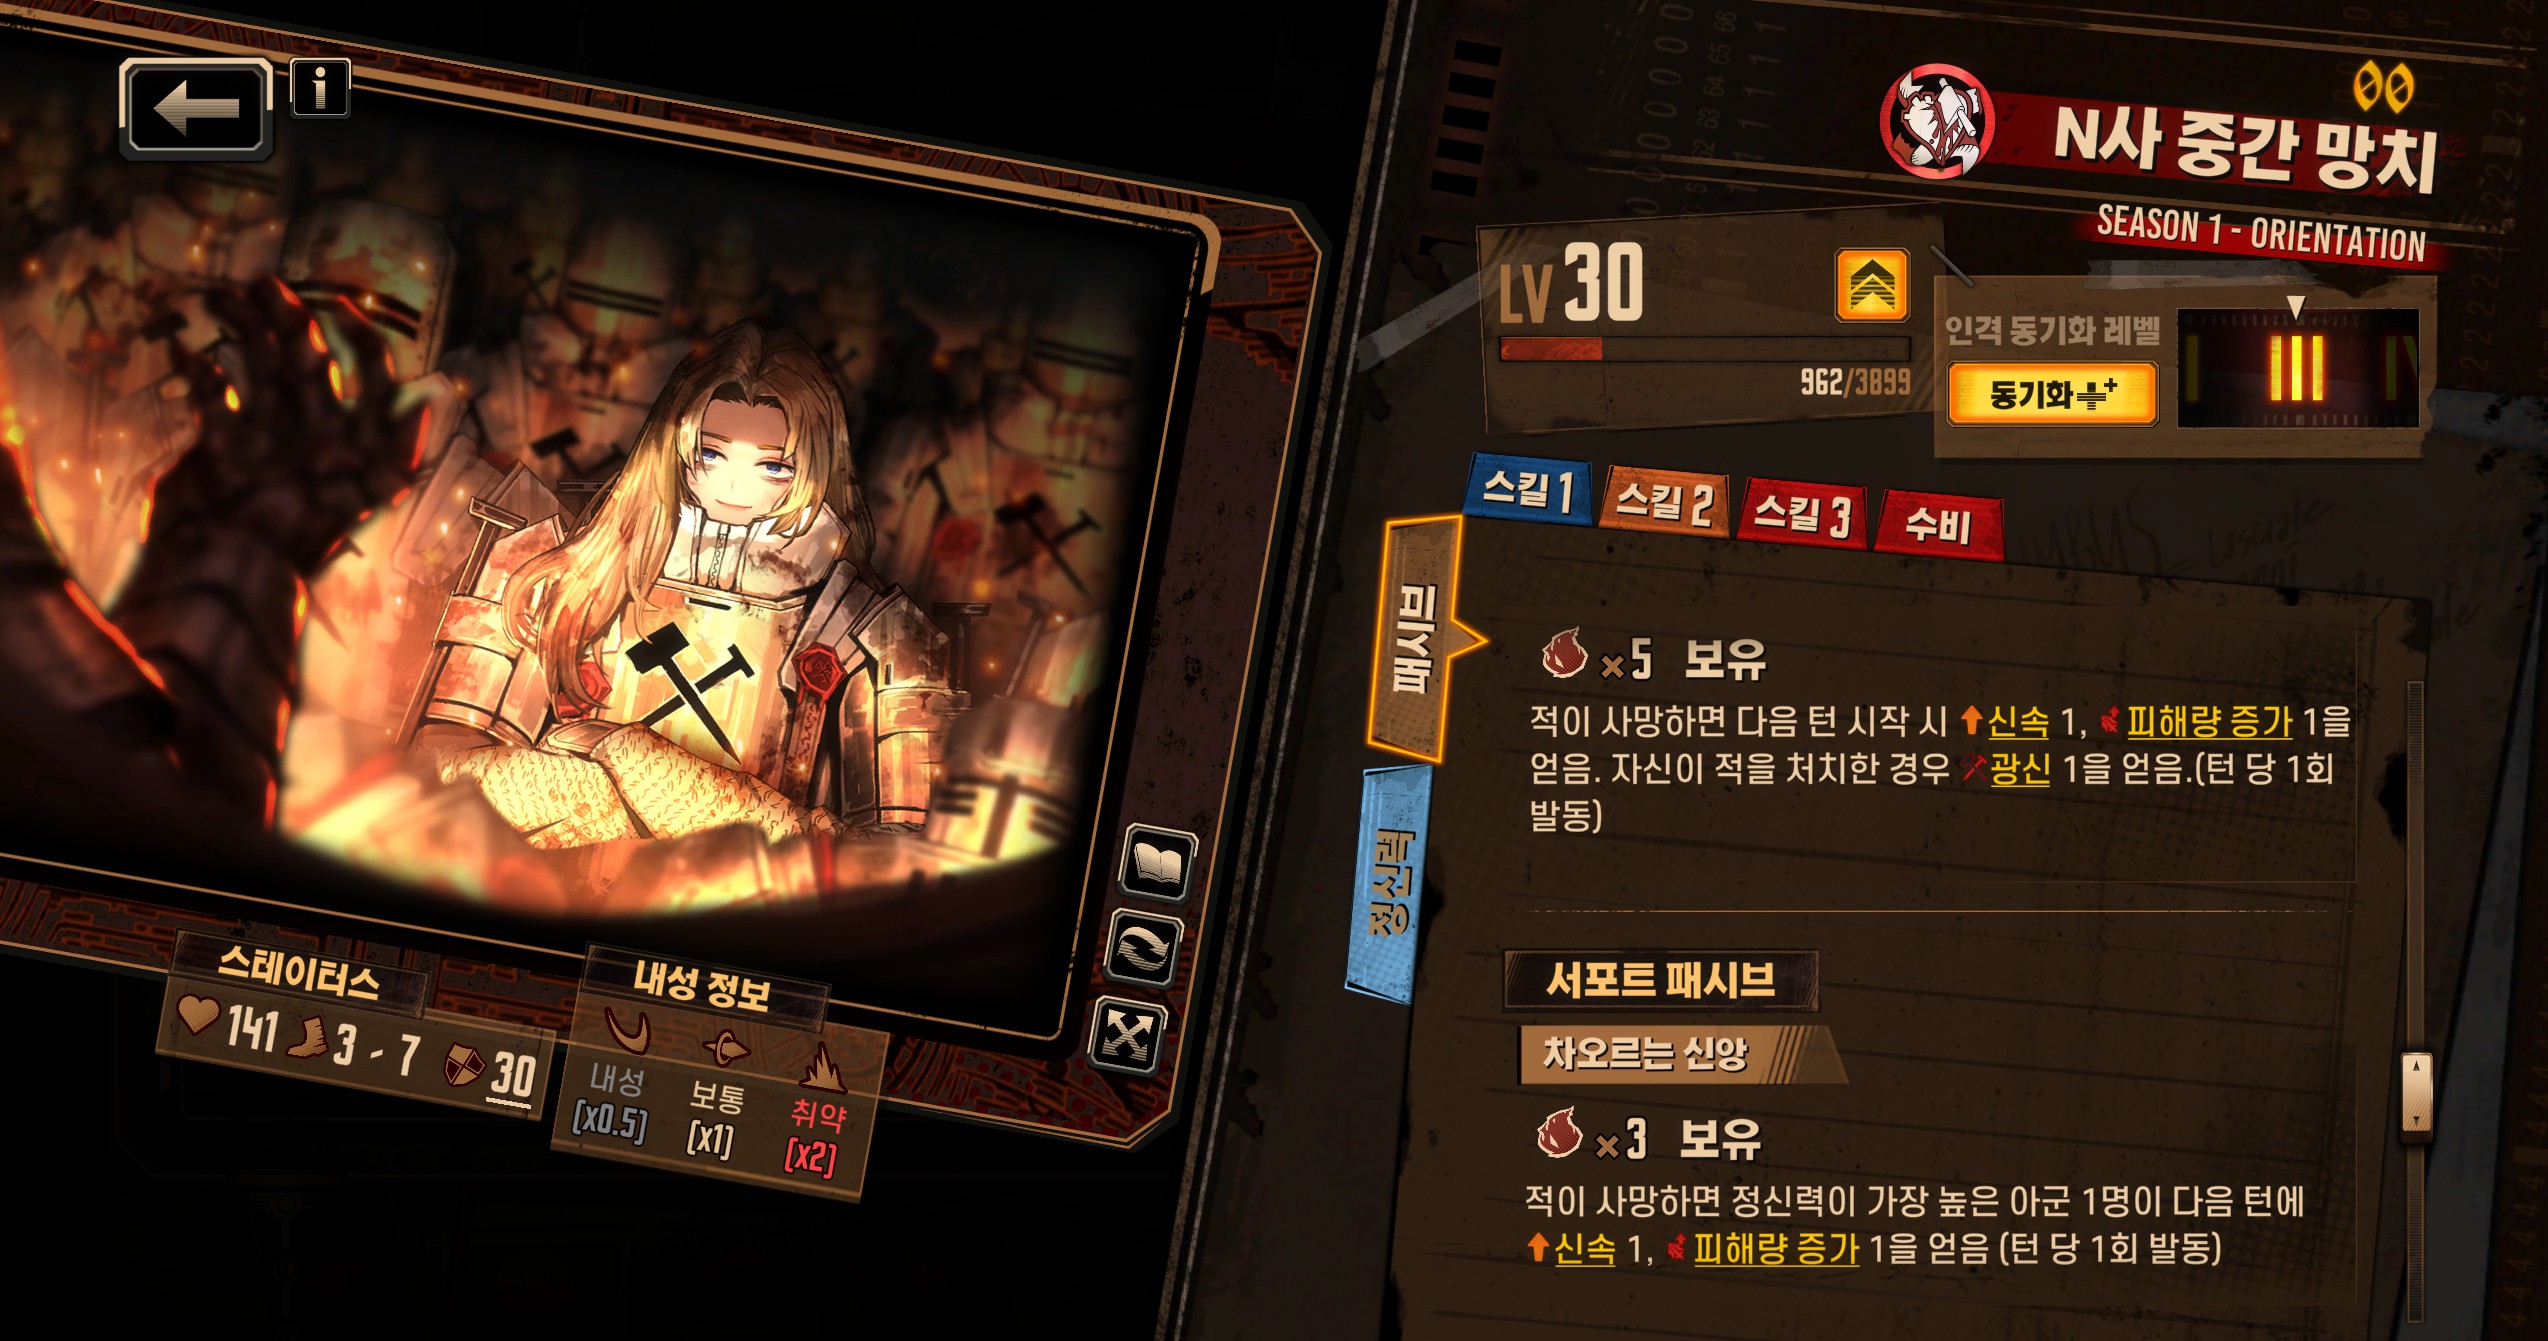 N사 중간 망치
SEASON 1 - ORIENTATION
LV 30
962/3899
인격 동기화 레벨
동기화
III
스킬 1
스킬 2
스킬 3
수비
패시브
정신력
×5 보유
적이 사망하면 다음 턴 시작 시 신속 1, 피해량 증가 1을
얻음. 자신이 적을 처치한 경우 광신 1을 얻음.(턴 당 1회
발동)
서포트 패시브
차오르는 신앙
×3 보유
적이 사망하면 정신력이 가장 높은 아군 1명이 다음 턴에
신속 1, 피해량 증가 1을 얻음 (턴 당 1회 발동)
스테이터스
141 3 - 7 30
내성 정보
내성 보통 취약
[x0.5] [x1] [x2]